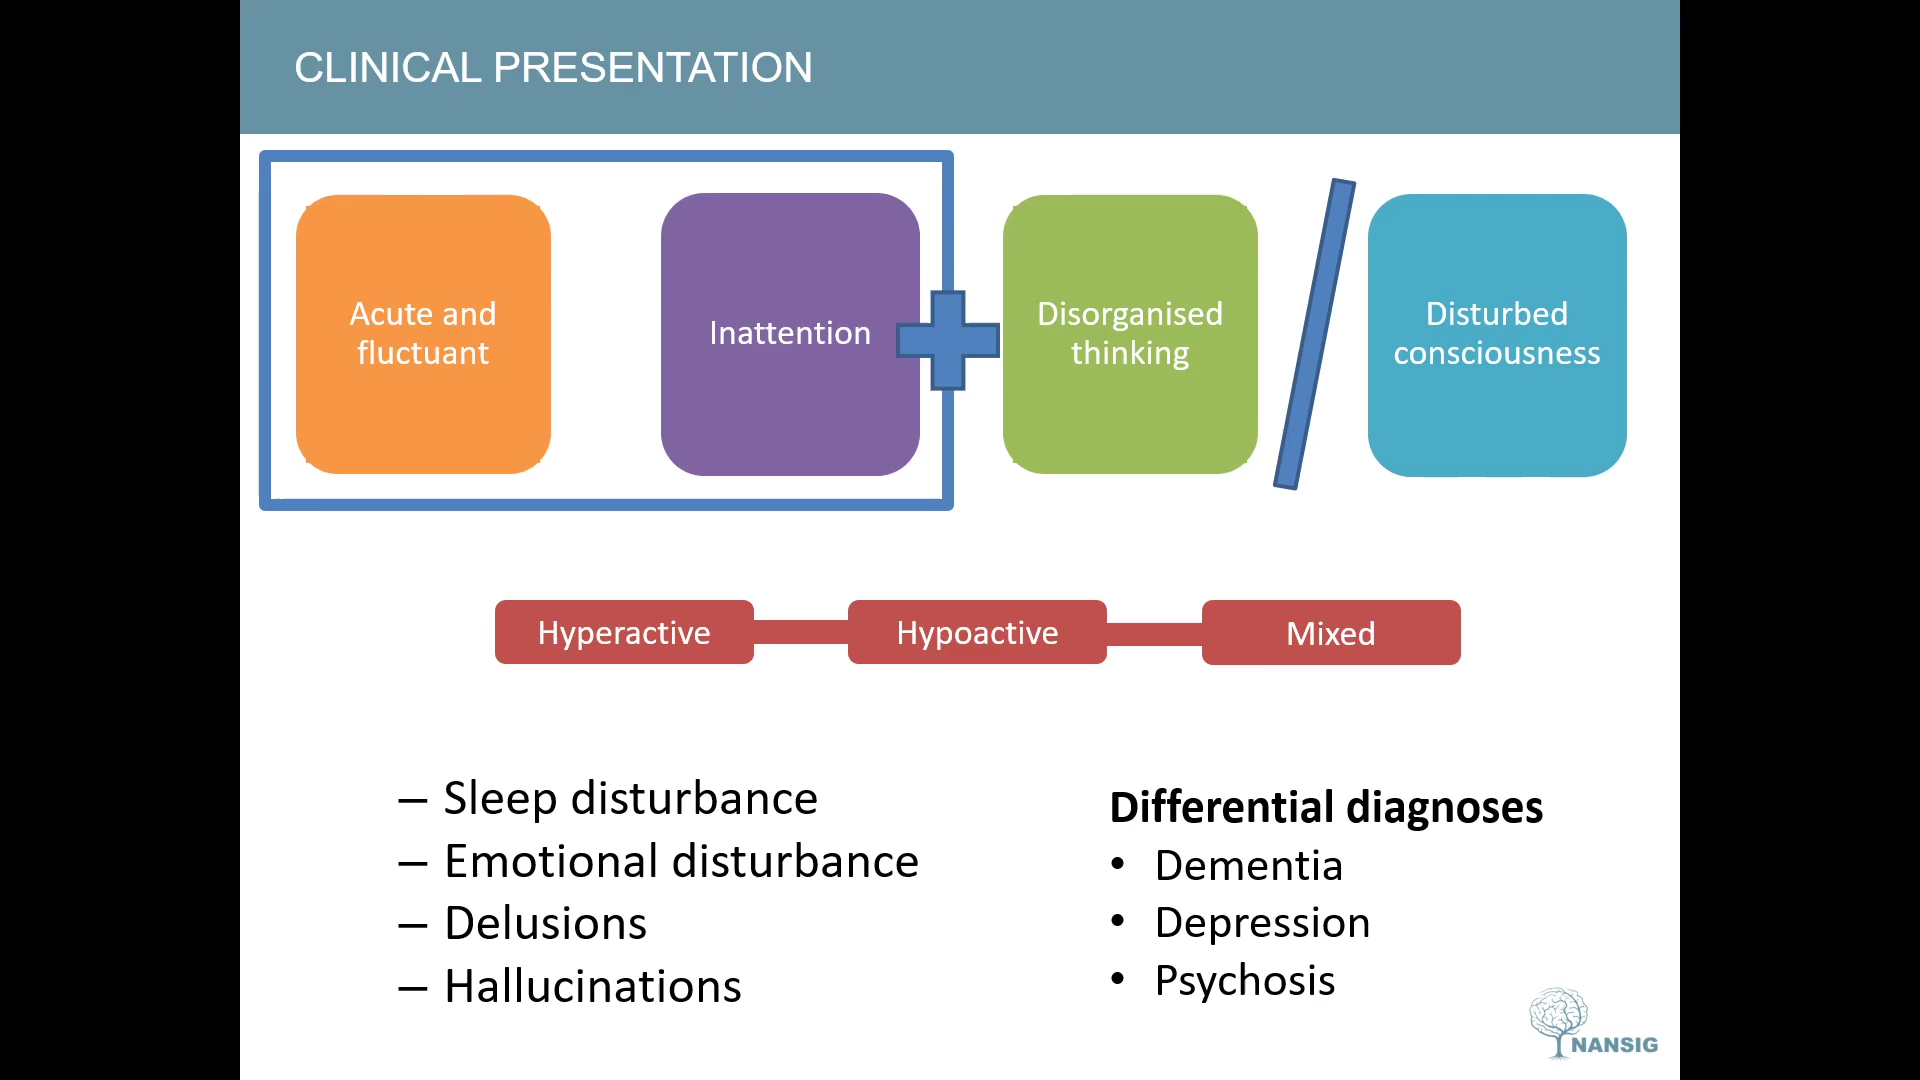 CLINICAL PRESENTATION
Acute and
fluctuant
Inattention
Disorganised
thinking
Disturbed
consciousness
Hyperactive
Hypoactive
Mixed
– Sleep disturbance
– Emotional disturbance
– Delusions
– Hallucinations
Differential diagnoses
• Dementia
• Depression
• Psychosis
NANSIG